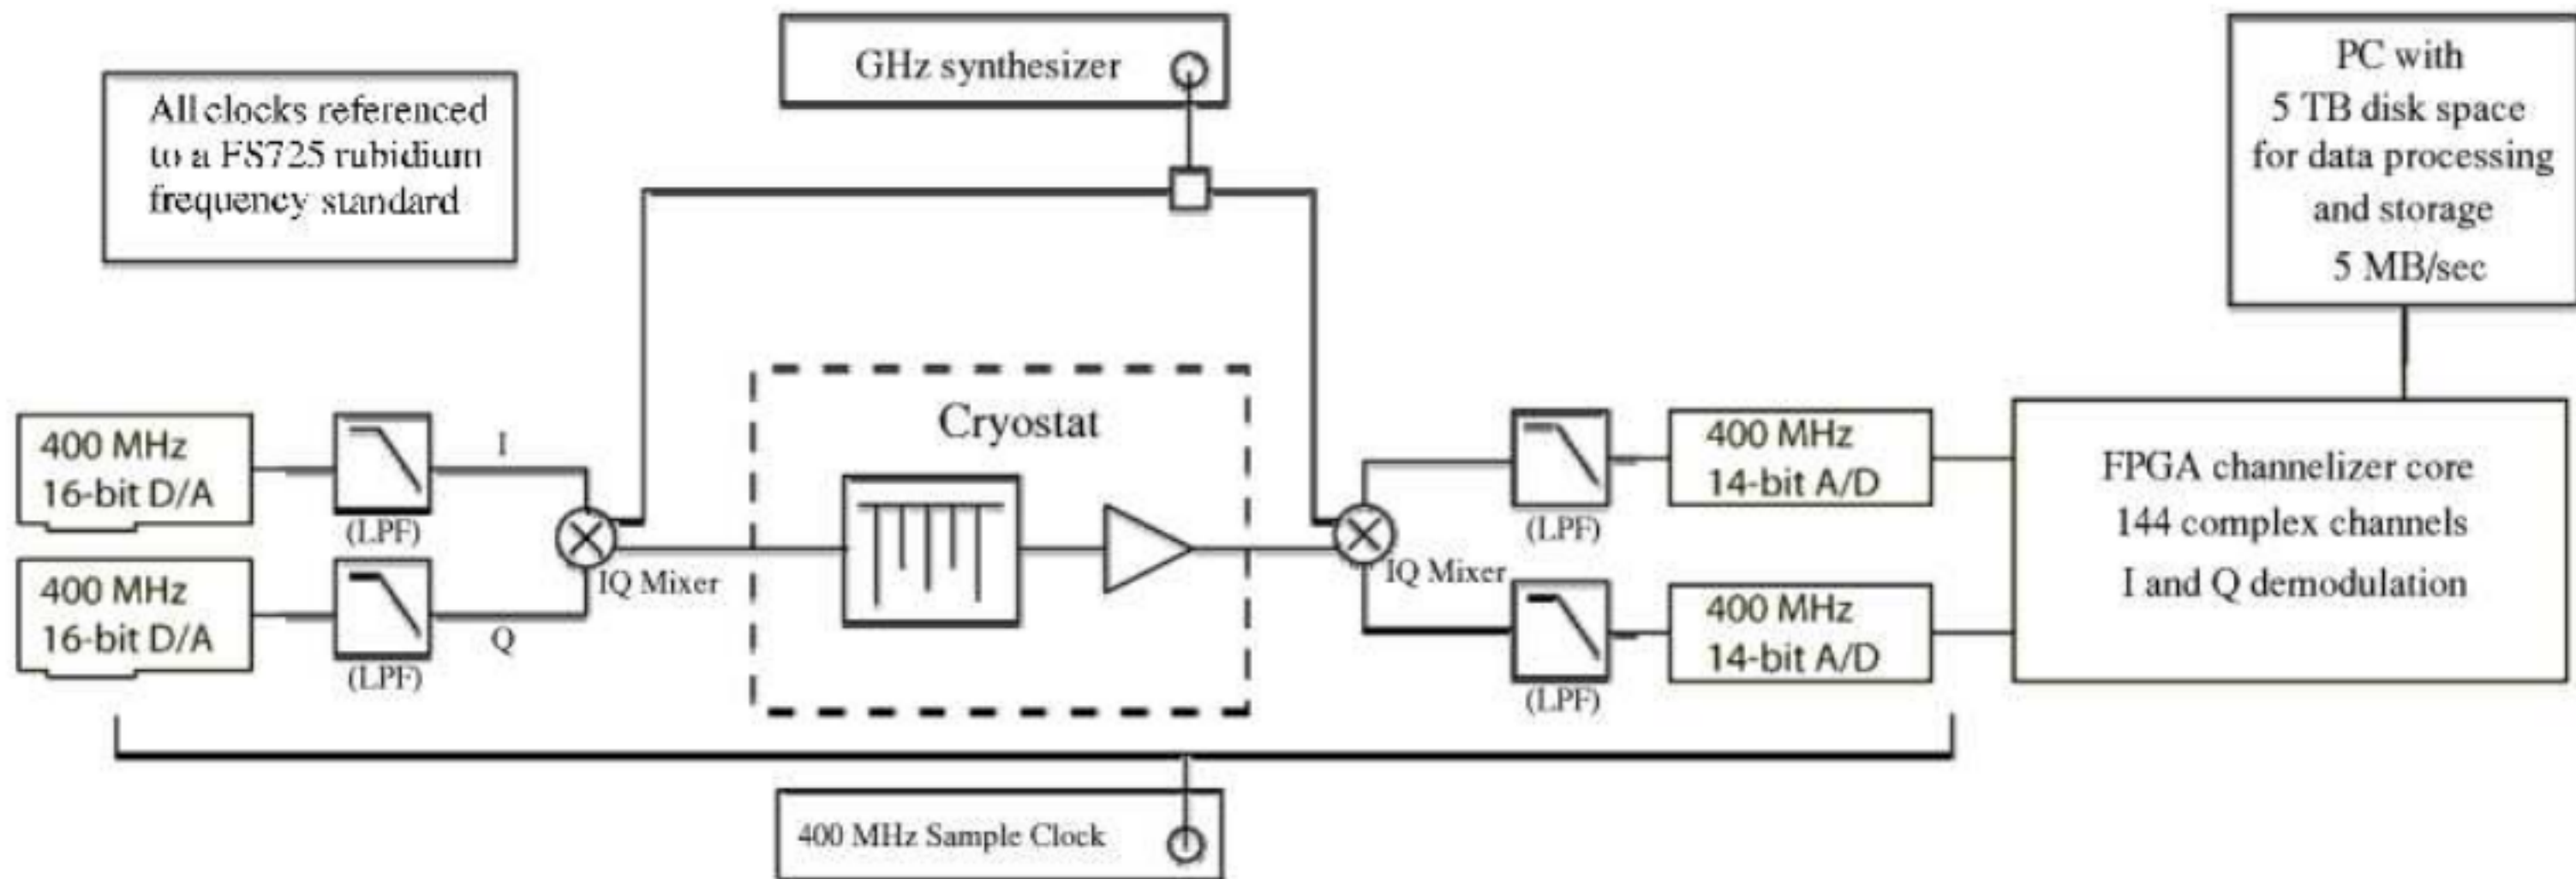 GHz synthesizer
All clocks referenced
to a FS725 rubidium
frequency standard
PC with
5 TB disk space
for data processing
and storage
5 MB/sec
400 MHz
16-bit D/A
(LPF)
I
400 MHz
16-bit D/A
(LPF)
Q
IQ Mixer
Cryostat
IQ Mixer
(LPF)
400 MHz
14-bit A/D
(LPF)
400 MHz
14-bit A/D
FPGA channelizer core
144 complex channels
I and Q demodulation
400 MHz Sample Clock